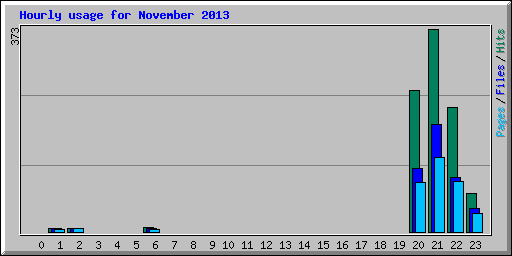 Hourly usage for November 2013
373
Pages/Files/Hits
0 1 2 3 4 5 6 7 8 9 10 11 12 13 14 15 16 17 18 19 20 21 22 23